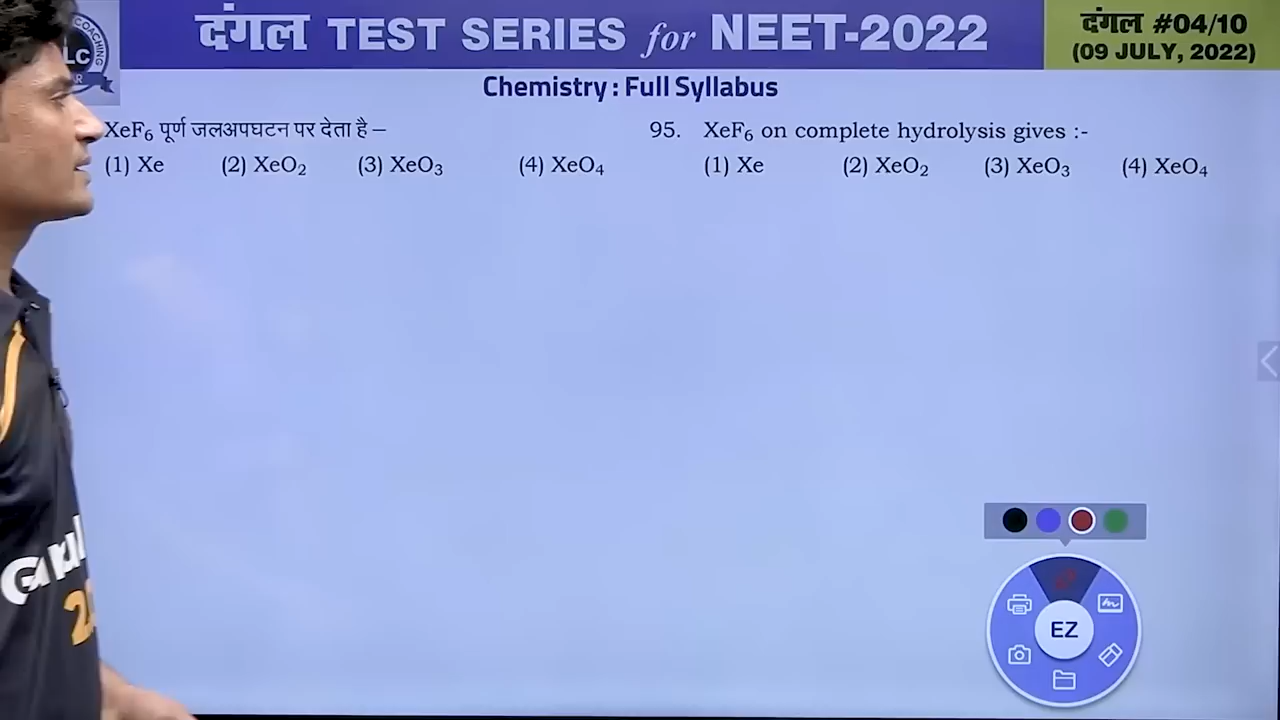 COACHING
LC
दंगल TEST SERIES for NEET-2022
दंगल #04/10
(09 JULY, 2022)
Chemistry : Full Syllabus
XeF₆ पूर्ण जलअपघटन पर देता है –
(1) Xe (2) XeO₂ (3) XeO₃ (4) XeO₄
95. XeF₆ on complete hydrolysis gives :-
(1) Xe (2) XeO₂ (3) XeO₃ (4) XeO₄
EZ